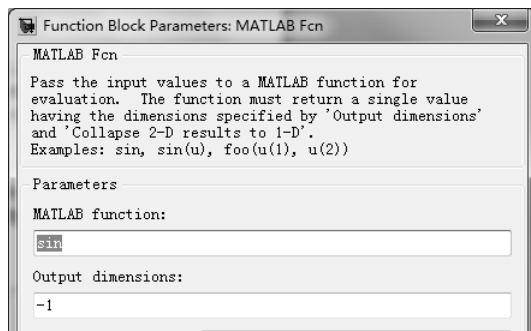 Function Block Parameters: MATLAB Fcn
MATLAB Fcn
Pass the input values to a MATLAB function for
evaluation.  The function must return a single value
having the dimensions specified by 'Output dimensions'
and 'Collapse 2-D results to 1-D'.
Examples: sin, sin(u), foo(u(1), u(2))
Parameters
MATLAB function:
sin
Output dimensions:
-1